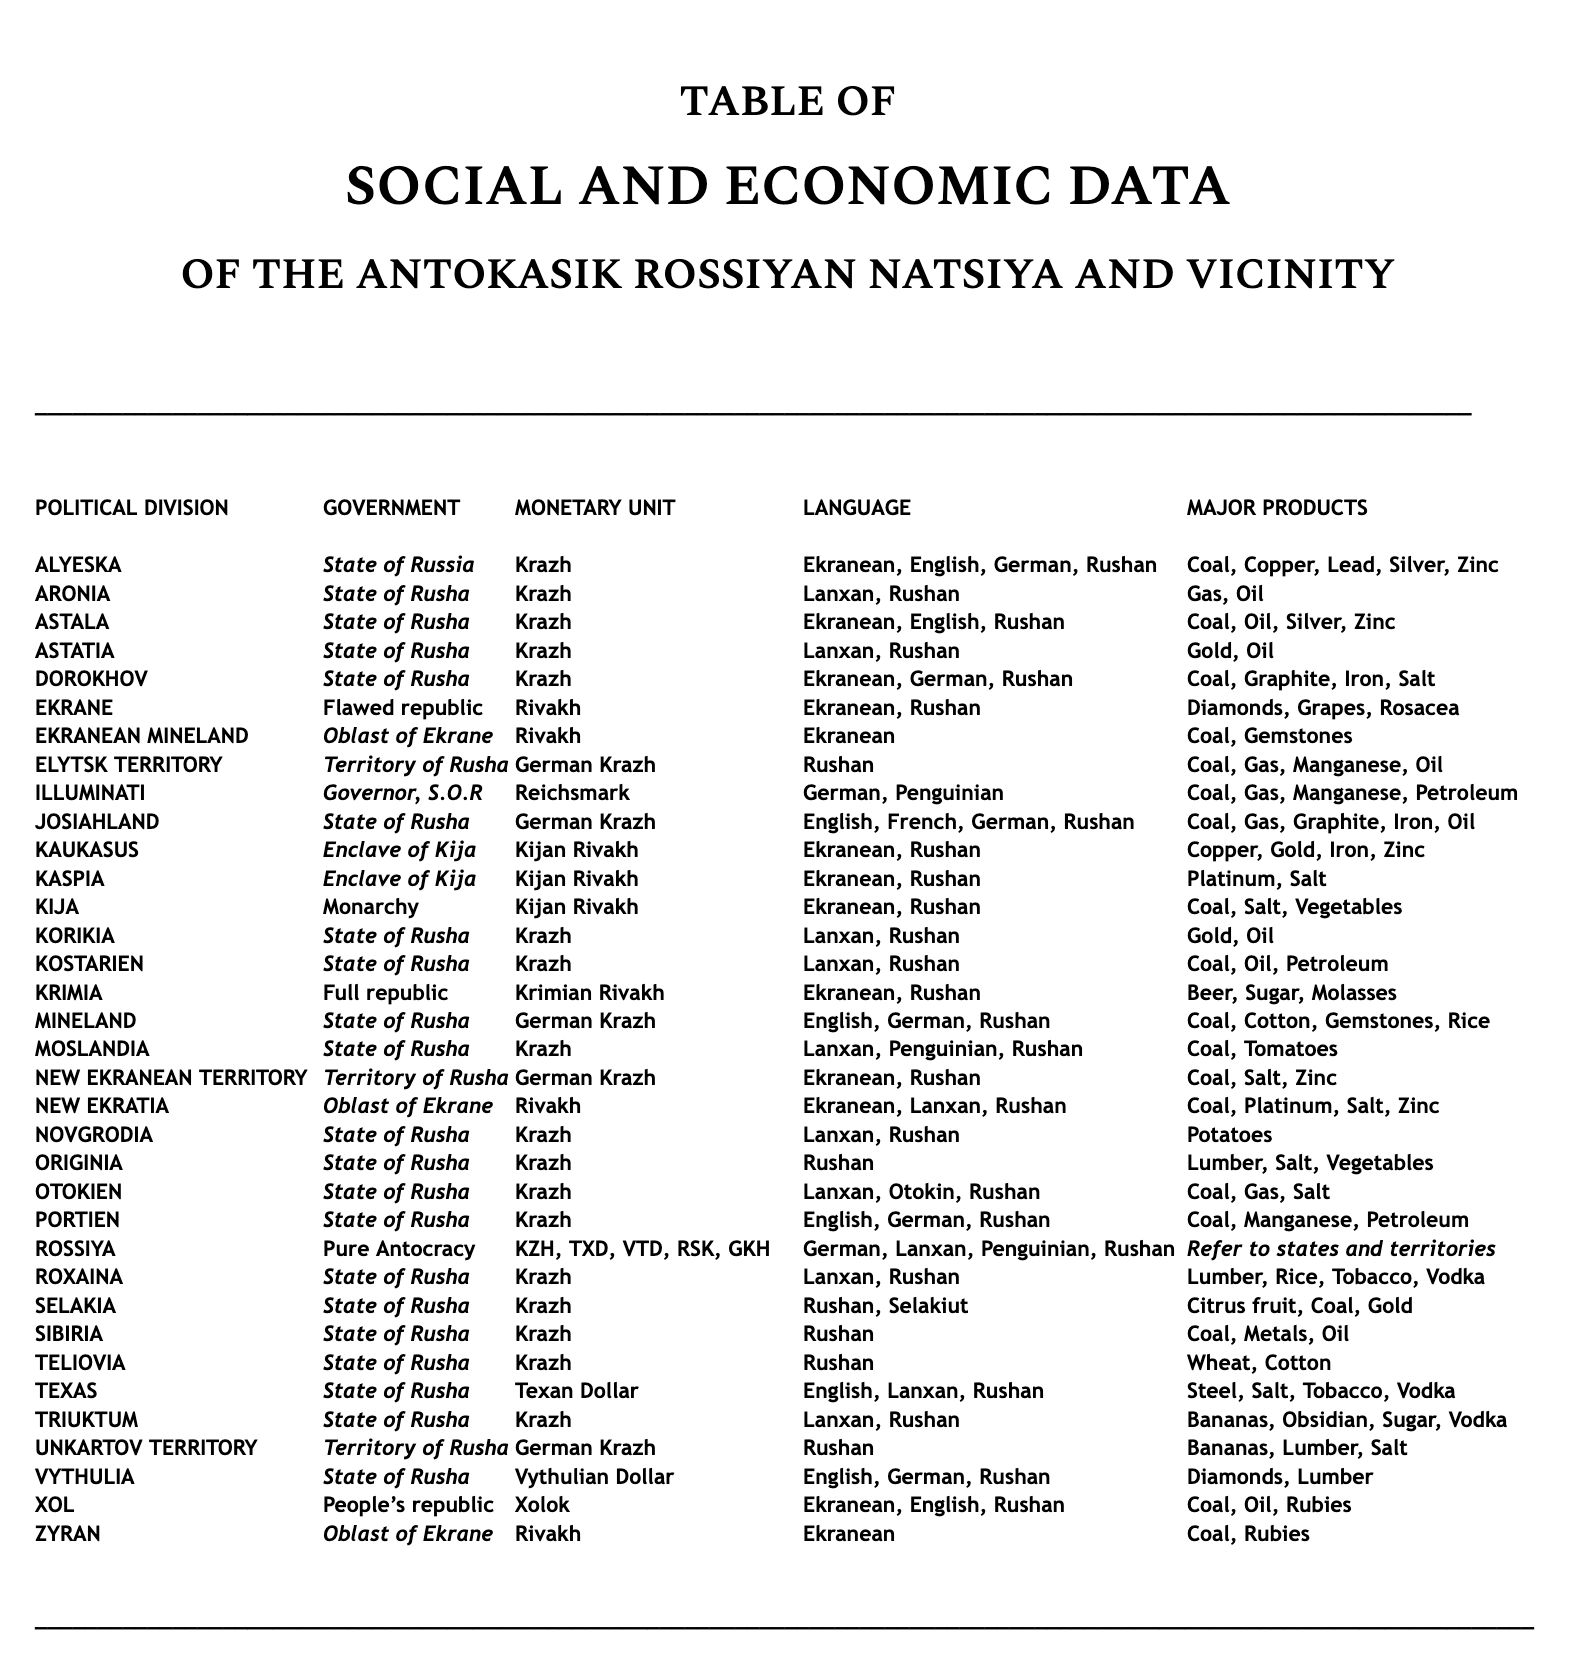 TABLE OF
SOCIAL AND ECONOMIC DATA
OF THE ANTOKASIK ROSSIYAN NATSIYA AND VICINITY
POLITICAL DIVISION GOVERNMENT MONETARY UNIT LANGUAGE MAJOR PRODUCTS
ALYESKA State of Russia Krazh Ekranean, English, German, Rushan Coal, Copper, Lead, Silver, Zinc
ARONIA State of Rusha Krazh Lanxan, Rushan Gas, Oil
ASTALA State of Rusha Krazh Ekranean, English, Rushan Coal, Oil, Silver, Zinc
ASTATIA State of Rusha Krazh Lanxan, Rushan Gold, Oil
DOROKHOV State of Rusha Krazh Ekranean, German, Rushan Coal, Graphite, Iron, Salt
EKRANE Flawed republic Rivakh Ekranean, Rushan Diamonds, Grapes, Rosacea
EKRANEAN MINELAND Oblast of Ekrane Rivakh Ekranean Coal, Gemstones
ELYTSK TERRITORY Territory of Rusha German Krazh Rushan Coal, Gas, Manganese, Oil
ILLUMINATI Governor, S.O.R Reichsmark German, Penguinian Coal, Gas, Manganese, Petroleum
JOSIAHLAND State of Rusha German Krazh English, French, German, Rushan Coal, Gas, Graphite, Iron, Oil
KAUKASUS Enclave of Kija Kijan Rivakh Ekranean, Rushan Copper, Gold, Iron, Zinc
KASPIA Enclave of Kija Kijan Rivakh Ekranean, Rushan Platinum, Salt
KIJA Monarchy Kijan Rivakh Ekranean, Rushan Coal, Salt, Vegetables
KORIKIA State of Rusha Krazh Lanxan, Rushan Gold, Oil
KOSTARIEN State of Rusha Krazh Lanxan, Rushan Coal, Oil, Petroleum
KRIMIA Full republic Krimian Rivakh Ekranean, Rushan Beer, Sugar, Molasses
MINELAND State of Rusha German Krazh English, German, Rushan Coal, Cotton, Gemstones, Rice
MOSLANDIA State of Rusha Krazh Lanxan, Penguinian, Rushan Coal, Tomatoes
NEW EKRANEAN TERRITORY Territory of Rusha German Krazh Ekranean, Rushan Coal, Salt, Zinc
NEW EKRATIA Oblast of Ekrane Rivakh Ekranean, Lanxan, Rushan Coal, Platinum, Salt, Zinc
NOVGRODIA State of Rusha Krazh Lanxan, Rushan Potatoes
ORIGINIA State of Rusha Krazh Rushan Lumber, Salt, Vegetables
OTOKIEN State of Rusha Krazh Lanxan, Otokin, Rushan Coal, Gas, Salt
PORTIEN State of Rusha Krazh English, German, Rushan Coal, Manganese, Petroleum
ROSSIYA Pure Antocracy KZH, TXD, VTD, RSK, GKH German, Lanxan, Penguinian, Rushan Refer to states and territories
ROXAINA State of Rusha Krazh Lanxan, Rushan Lumber, Rice, Tobacco, Vodka
SELAKIA State of Rusha Krazh Rushan, Selakiut Citrus fruit, Coal, Gold
SIBIRIA State of Rusha Krazh Rushan Coal, Metals, Oil
TELIOVIA State of Rusha Krazh Rushan Wheat, Cotton
TEXAS State of Rusha Texan Dollar English, Lanxan, Rushan Steel, Salt, Tobacco, Vodka
TRIUKTUM State of Rusha Krazh Lanxan, Rushan Bananas, Obsidian, Sugar, Vodka
UNKARTOV TERRITORY Territory of Rusha German Krazh Rushan Bananas, Lumber, Salt
VYTHULIA State of Rusha Vythulian Dollar English, German, Rushan Diamonds, Lumber
XOL People’s republic Xolok Ekranean, English, Rushan Coal, Oil, Rubies
ZYRAN Oblast of Ekrane Rivakh Ekranean Coal, Rubies